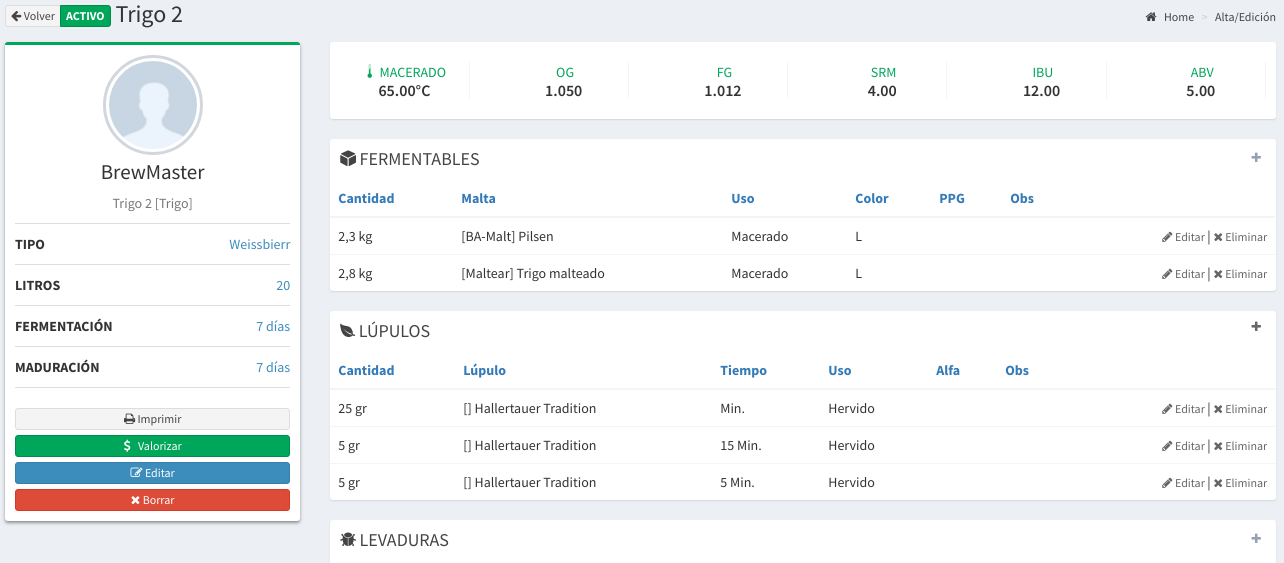 Volver ACTIVO Trigo 2
Home > Alta/Edición
BrewMaster
Trigo 2 [Trigo]
TIPO Weissbierr
LITROS 20
FERMENTACIÓN 7 días
MADURACIÓN 7 días
Imprimir
$ Valorizar
Editar
Borrar
MACERADO OG FG SRM IBU ABV
65.00°C 1.050 1.012 4.00 12.00 5.00
FERMENTABLES +
Cantidad Malta Uso Color PPG Obs
2,3 kg [BA-Malt] Pilsen Macerado L Editar | Eliminar
2,8 kg [Maltear] Trigo malteado Macerado L Editar | Eliminar
LÚPULOS +
Cantidad Lúpulo Tiempo Uso Alfa Obs
25 gr [] Hallertauer Tradition Min. Hervido Editar | Eliminar
5 gr [] Hallertauer Tradition 15 Min. Hervido Editar | Eliminar
5 gr [] Hallertauer Tradition 5 Min. Hervido Editar | Eliminar
LEVADURAS +